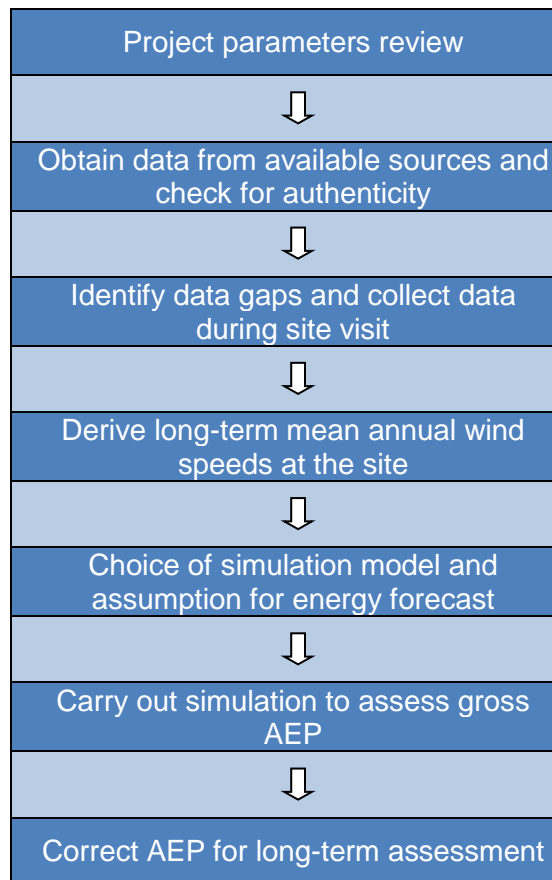 Project parameters review
Obtain data from available sources and
check for authenticity
Identify data gaps and collect data
during site visit
Derive long-term mean annual wind
speeds at the site
Choice of simulation model and
assumption for energy forecast
Carry out simulation to assess gross
AEP
Correct AEP for long-term assessment